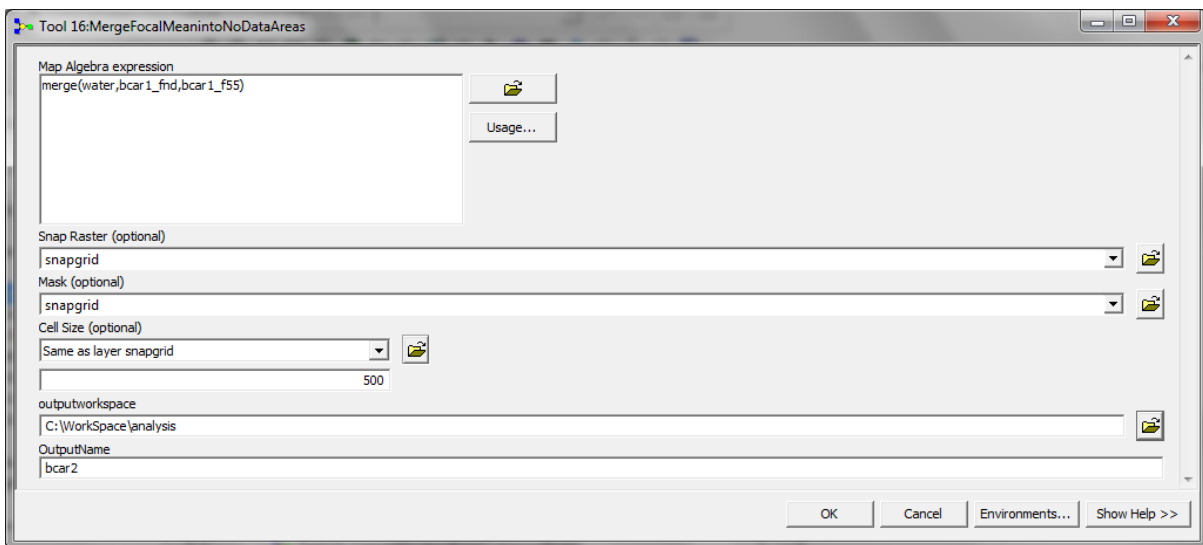 Tool 16:MergeFocalMeanintoNoDataAreas
Map Algebra expression
merge(water,bcar1_fnd,bcar1_f55)
Usage...
Snap Raster (optional)
snapgrid
Mask (optional)
snapgrid
Cell Size (optional)
Same as layer snapgrid
500
outputworkspace
C:\WorkSpace\analysis
OutputName
bcar2
OK Cancel Environments... Show Help >>